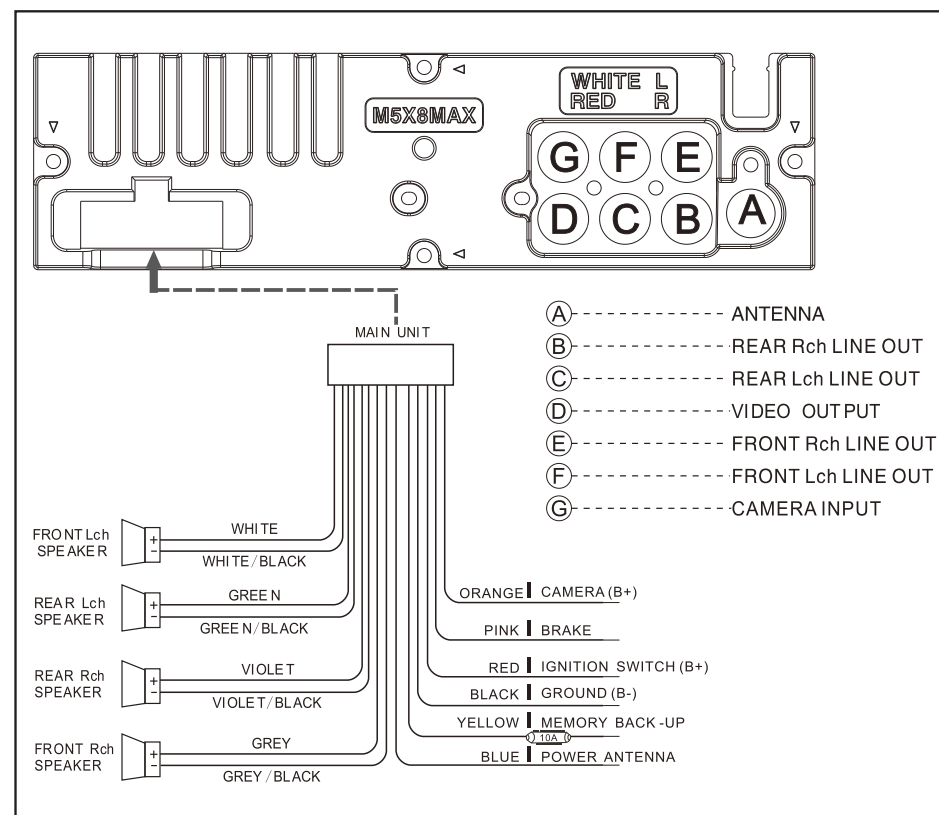 WHITE L
RED R
M5X8MAX
G F E
D C B A
MAIN UNIT
A ANTENNA
B REAR Rch LINE OUT
C REAR Lch LINE OUT
D VIDEO OUTPUT
E FRONT Rch LINE OUT
F FRONT Lch LINE OUT
G CAMERA INPUT
FRONT Lch
SPEAKER
+
-
WHITE
WHITE/BLACK
REAR Lch
SPEAKER
+
-
GREEN
GREEN/BLACK
REAR Rch
SPEAKER
+
-
VIOLET
VIOLET/BLACK
FRONT Rch
SPEAKER
+
-
GREY
GREY/BLACK
ORANGE CAMERA (B+)
PINK BRAKE
RED IGNITION SWITCH (B+)
BLACK GROUND (B-)
YELLOW MEMORY BACK-UP
10A
BLUE POWER ANTENNA